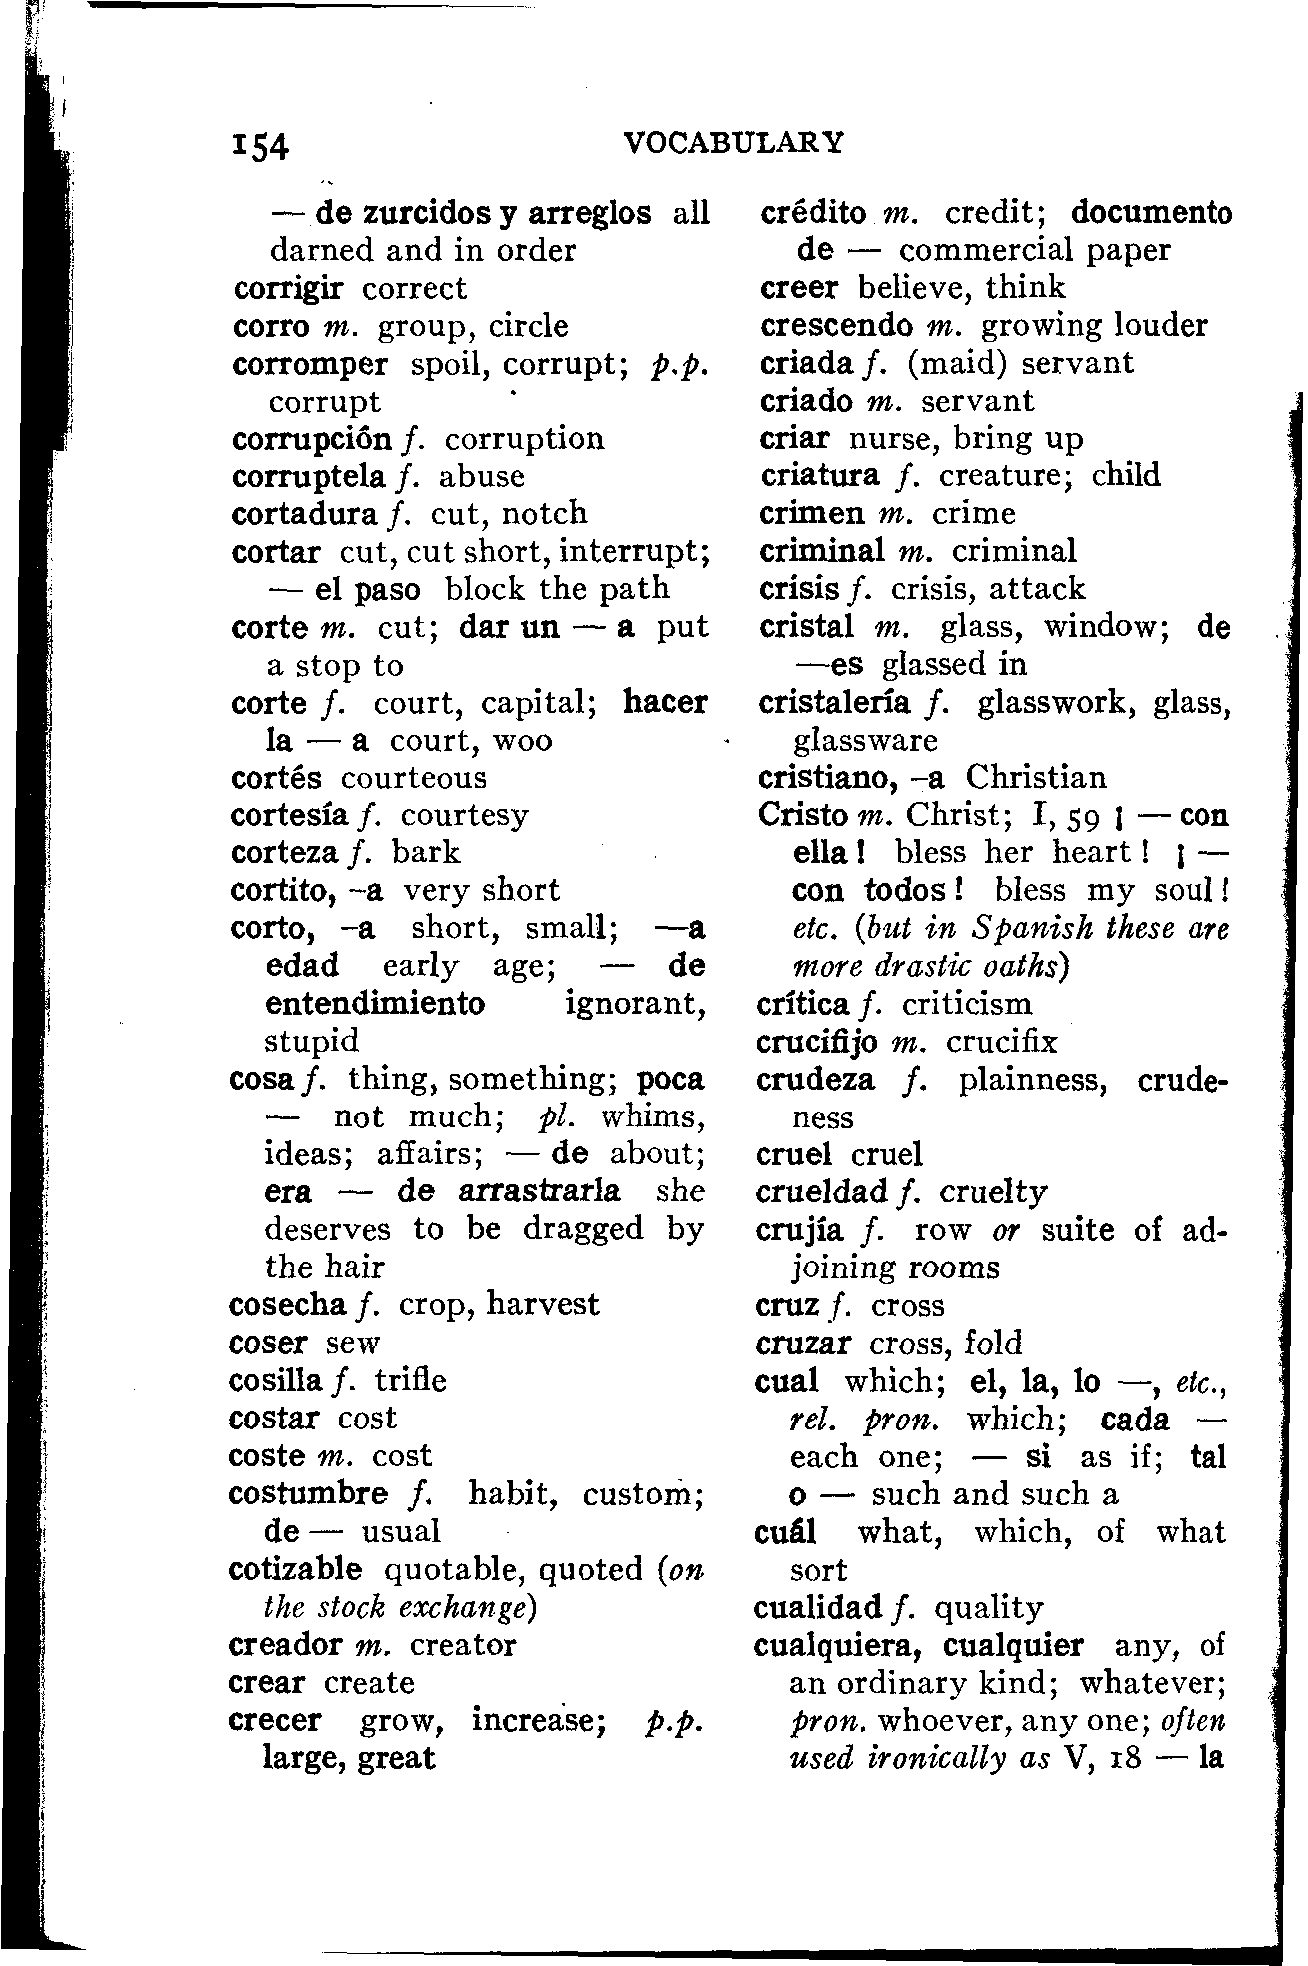 154
VOCABULARY
— de zurcidos y arreglos all
darned and in order
corrigir correct
corro m. group, circle
corromper spoil, corrupt; p.p.
corrupt
corrupción f. corruption
corruptela f. abuse
cortadura f. cut, notch
cortar cut, cut short, interrupt;
— el paso block the path
corte m. cut; dar un — a put
a stop to
corte f. court, capital; hacer
la — a court, woo
cortés courteous
cortesía f. courtesy
corteza f. bark
cortito, –a very short
corto, –a short, small; —a
edad early age; — de
entendimiento ignorant,
stupid
cosa f. thing, something; poca
— not much; pl. whims,
ideas; affairs; — de about;
era — de arrastrarla she
deserves to be dragged by
the hair
cosecha f. crop, harvest
coser sew
cosilla f. trifle
costar cost
coste m. cost
costumbre f. habit, custom;
de — usual
cotizable quotable, quoted (on
the stock exchange)
creador m. creator
crear create
crecer grow, increase; p.p.
large, great
crédito m. credit; documento
de — commercial paper
creer believe, think
crescendo m. growing louder
criada f. (maid) servant
criado m. servant
criar nurse, bring up
criatura f. creature; child
crimen m. crime
criminal m. criminal
crisis f. crisis, attack
cristal m. glass, window; de
—es glassed in
cristalería f. glasswork, glass,
glassware
cristiano, –a Christian
Cristo m. Christ; I, 59 ¡ — con
ella! bless her heart! ¡ —
con todos! bless my soul!
etc. (but in Spanish these are
more drastic oaths)
crítica f. criticism
crucifijo m. crucifix
crudeza f. plainness, crude-
ness
cruel cruel
crueldad f. cruelty
crujía f. row or suite of ad-
joining rooms
cruz f. cross
cruzar cross, fold
cual which; el, la, lo —, etc.,
rel. pron. which; cada —
each one; — si as if; tal
o — such and such a
cuál what, which, of what
sort
cualidad f. quality
cualquiera, cualquier any, of
an ordinary kind; whatever;
pron. whoever, any one; often
used ironically as V, 18 — la